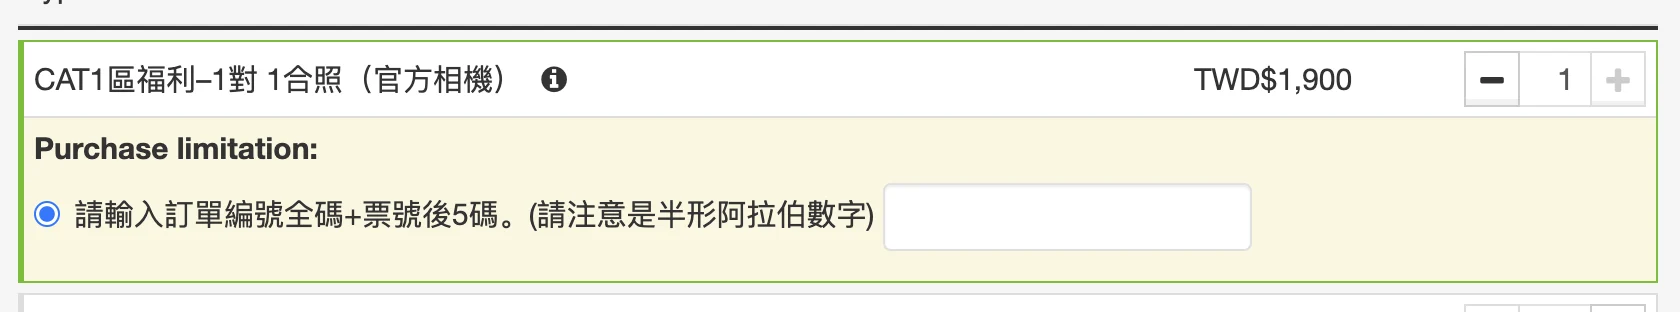 CAT1區福利–1對 1合照（官方相機） TWD$1,900 1
Purchase limitation:
請輸入訂單編號全碼+票號後5碼。(請注意是半形阿拉伯數字)